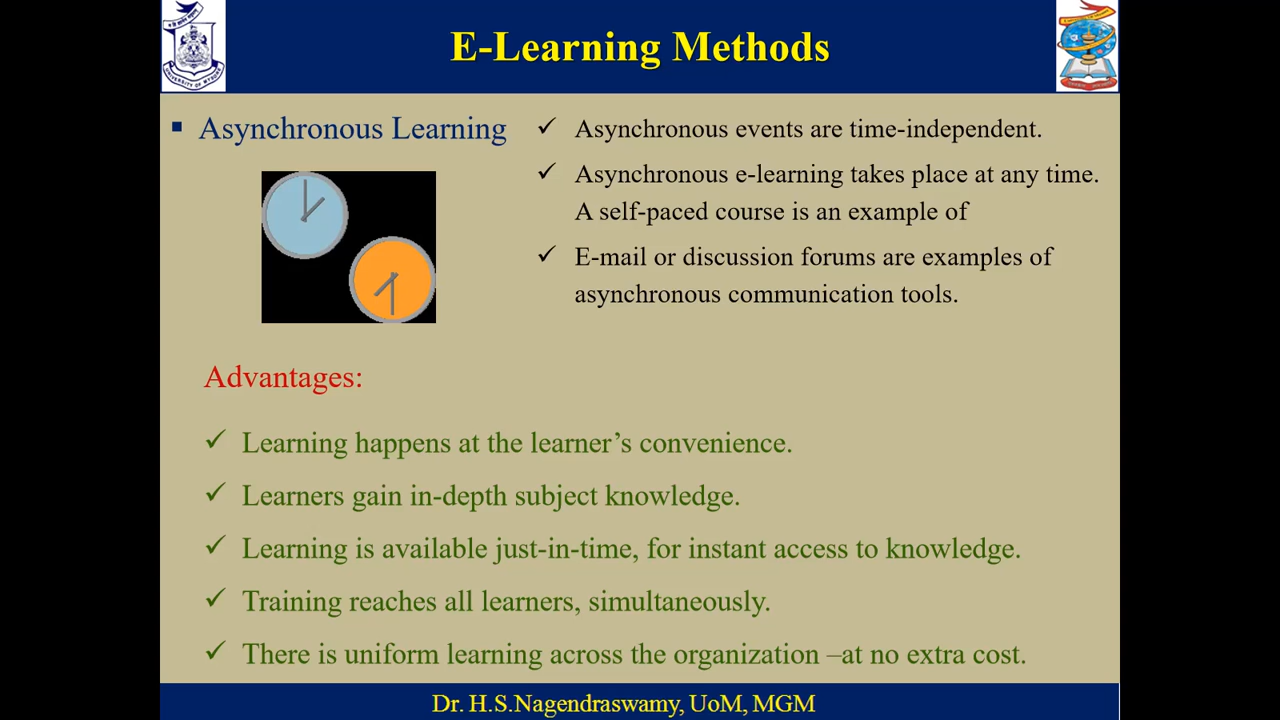 E-Learning Methods
▪ Asynchronous Learning
✓ Asynchronous events are time-independent.
✓ Asynchronous e-learning takes place at any time.
A self-paced course is an example of
✓ E-mail or discussion forums are examples of
asynchronous communication tools.
Advantages:
✓ Learning happens at the learner’s convenience.
✓ Learners gain in-depth subject knowledge.
✓ Learning is available just-in-time, for instant access to knowledge.
✓ Training reaches all learners, simultaneously.
✓ There is uniform learning across the organization –at no extra cost.
Dr. H.S.Nagendraswamy, UoM, MGM